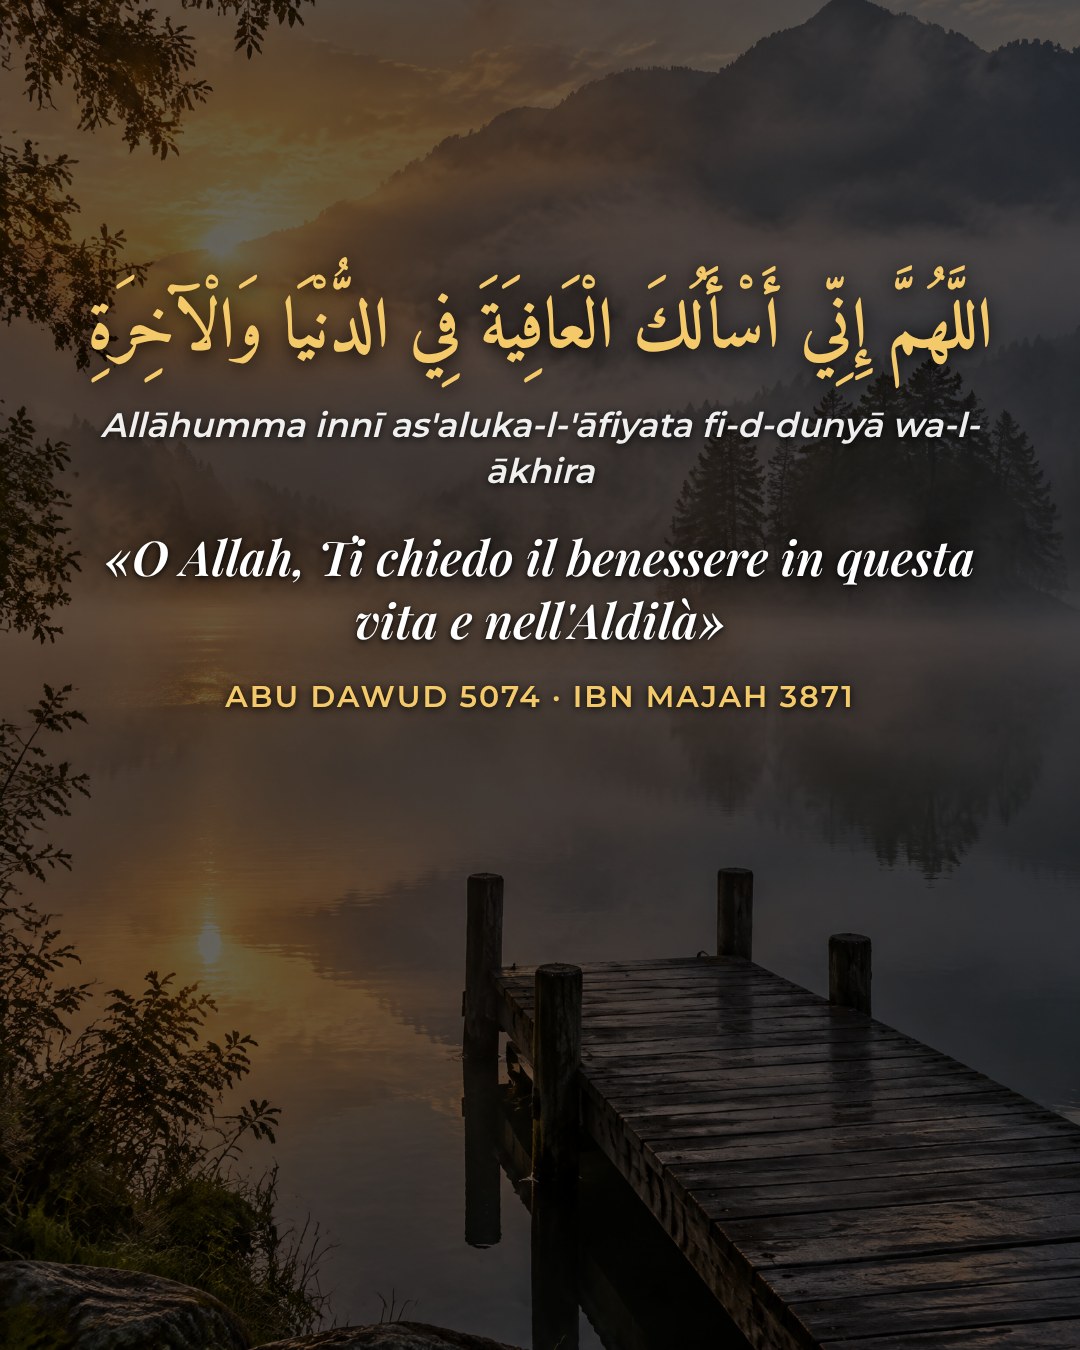 اللَّهُمَّ إِنِّي أَسْأَلُكَ الْعَافِيَةَ فِي الدُّنْيَا وَالْآخِرَةِ
Allāhumma innī as'aluka-l-'āfiyata fi-d-dunyā wa-l-
ākhira
«O Allah, Ti chiedo il benessere in questa
vita e nell'Aldilà»
ABU DAWUD 5074 · IBN MAJAH 3871